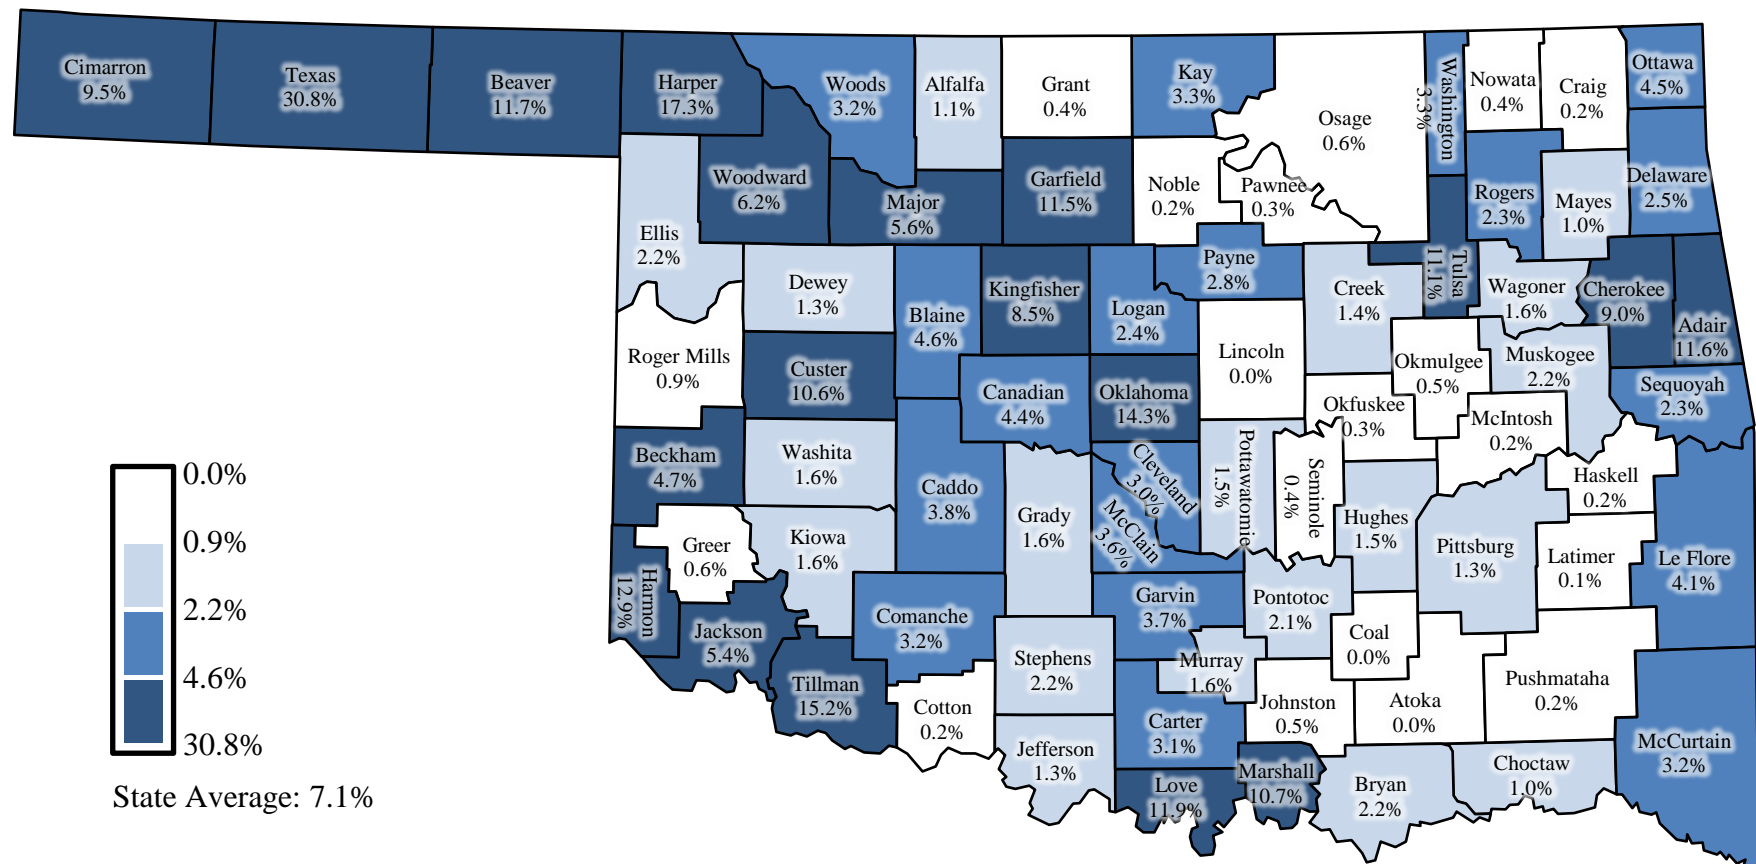 Cimarron
9.5%
Texas
30.8%
Beaver
11.7%
Harper
17.3%
Woods
3.2%
Alfalfa
1.1%
Grant
0.4%
Kay
3.3%
Osage
0.6%
Washington
3.3%
Nowata
0.4%
Craig
0.2%
Ottawa
4.5%
Woodward
6.2%
Major
5.6%
Garfield
11.5%
Noble
0.2%
Pawnee
0.3%
Rogers
2.3%
Mayes
1.0%
Delaware
2.5%
Ellis
2.2%
Dewey
1.3%
Blaine
4.6%
Kingfisher
8.5%
Logan
2.4%
Payne
2.8%
Creek
1.4%
Tulsa
11.1%
Wagoner
1.6%
Cherokee
9.0%
Adair
11.6%
Roger Mills
0.9%
Custer
10.6%
Canadian
4.4%
Oklahoma
14.3%
Lincoln
0.0%
Okmulgee
0.5%
Muskogee
2.2%
Sequoyah
2.3%
Okfuskee
0.3%
McIntosh
0.2%
Beckham
4.7%
Washita
1.6%
Caddo
3.8%
Grady
1.6%
Cleveland
3.0%
McClain
3.6%
Pottawatomie
1.5%
Seminole
0.4%
Hughes
1.5%
Haskell
0.2%
Pittsburg
1.3%
Latimer
0.1%
Le Flore
4.1%
Greer
0.6%
Kiowa
1.6%
Harmon
12.9%
Jackson
5.4%
Comanche
3.2%
Garvin
3.7%
Pontotoc
2.1%
Coal
0.0%
Tillman
15.2%
Cotton
0.2%
Stephens
2.2%
Murray
1.6%
Johnston
0.5%
Atoka
0.0%
Pushmataha
0.2%
McCurtain
3.2%
Jefferson
1.3%
Carter
3.1%
Love
11.9%
Marshall
10.7%
Bryan
2.2%
Choctaw
1.0%
0.0%
0.9%
2.2%
4.6%
30.8%
State Average: 7.1%